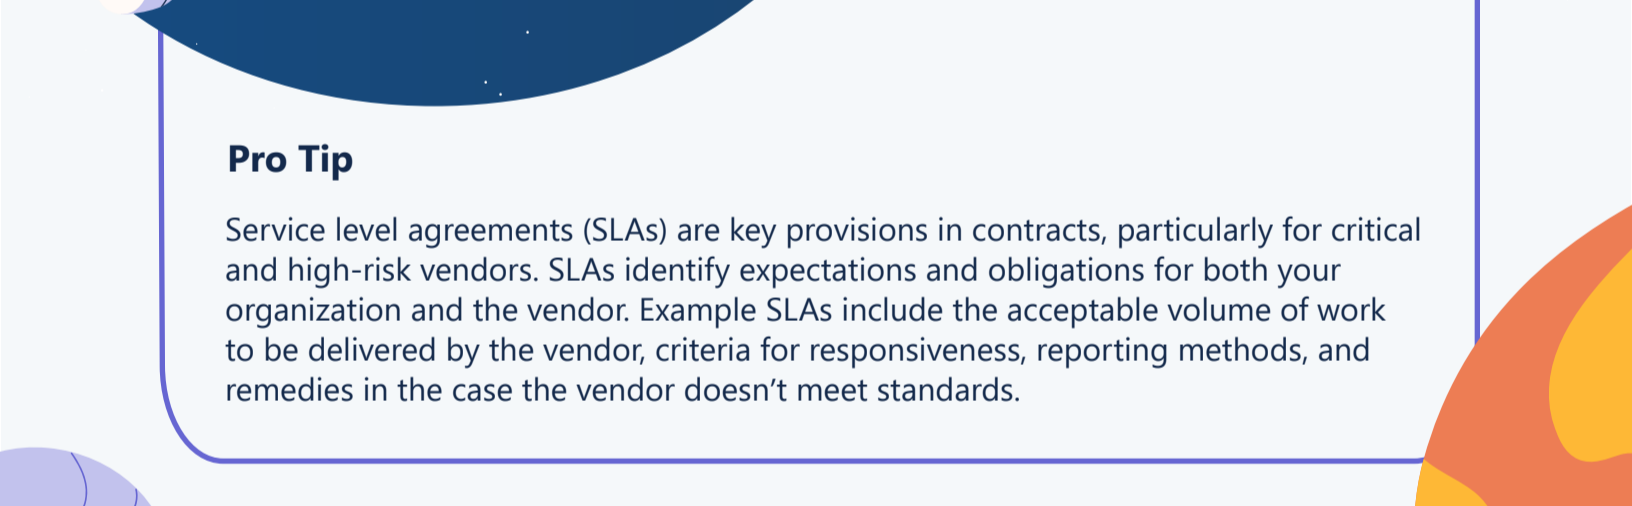 Pro Tip
Service level agreements (SLAs) are key provisions in contracts, particularly for critical
and high-risk vendors. SLAs identify expectations and obligations for both your
organization and the vendor. Example SLAs include the acceptable volume of work
to be delivered by the vendor, criteria for responsiveness, reporting methods, and
remedies in the case the vendor doesn’t meet standards.